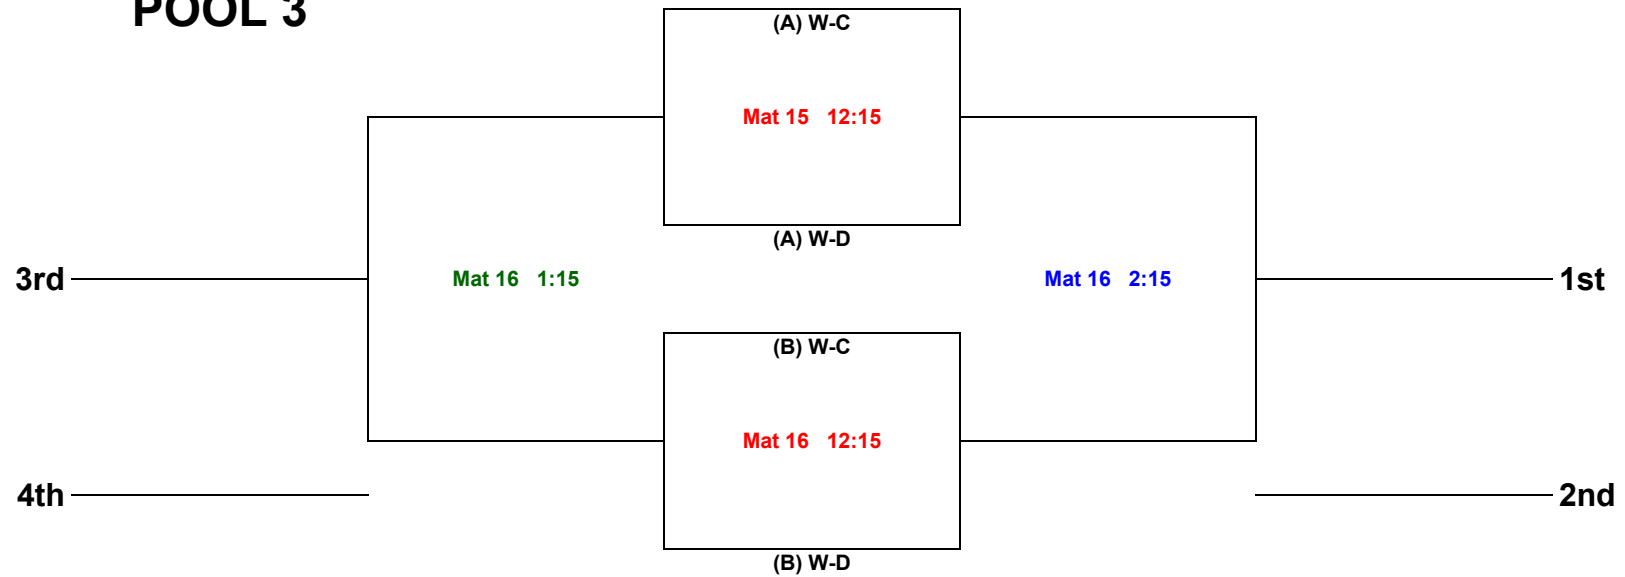 POOL 3
(A) W-C
Mat 15 12:15
(A) W-D
3rd
Mat 16 1:15
Mat 16 2:15
1st
(B) W-C
Mat 16 12:15
4th
2nd
(B) W-D